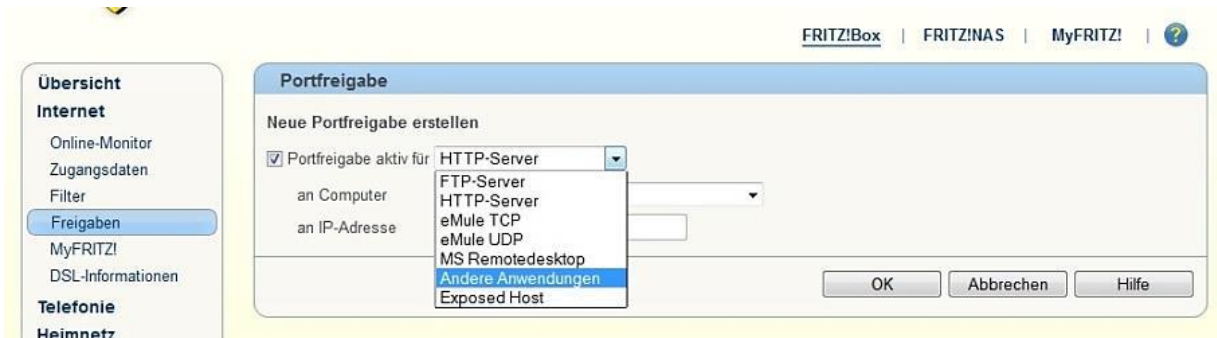 FRITZ!Box | FRITZ!NAS | MyFRITZ! | ?
Übersicht
Internet
Online-Monitor
Zugangsdaten
Filter
Freigaben
MyFRITZ!
DSL-Informationen
Telefonie
Heimnetz
Portfreigabe
Neue Portfreigabe erstellen
Portfreigabe aktiv für HTTP-Server
FTP-Server
HTTP-Server
eMule TCP
eMule UDP
MS Remotedesktop
Andere Anwendungen
Exposed Host
an Computer
an IP-Adresse
OK Abbrechen Hilfe